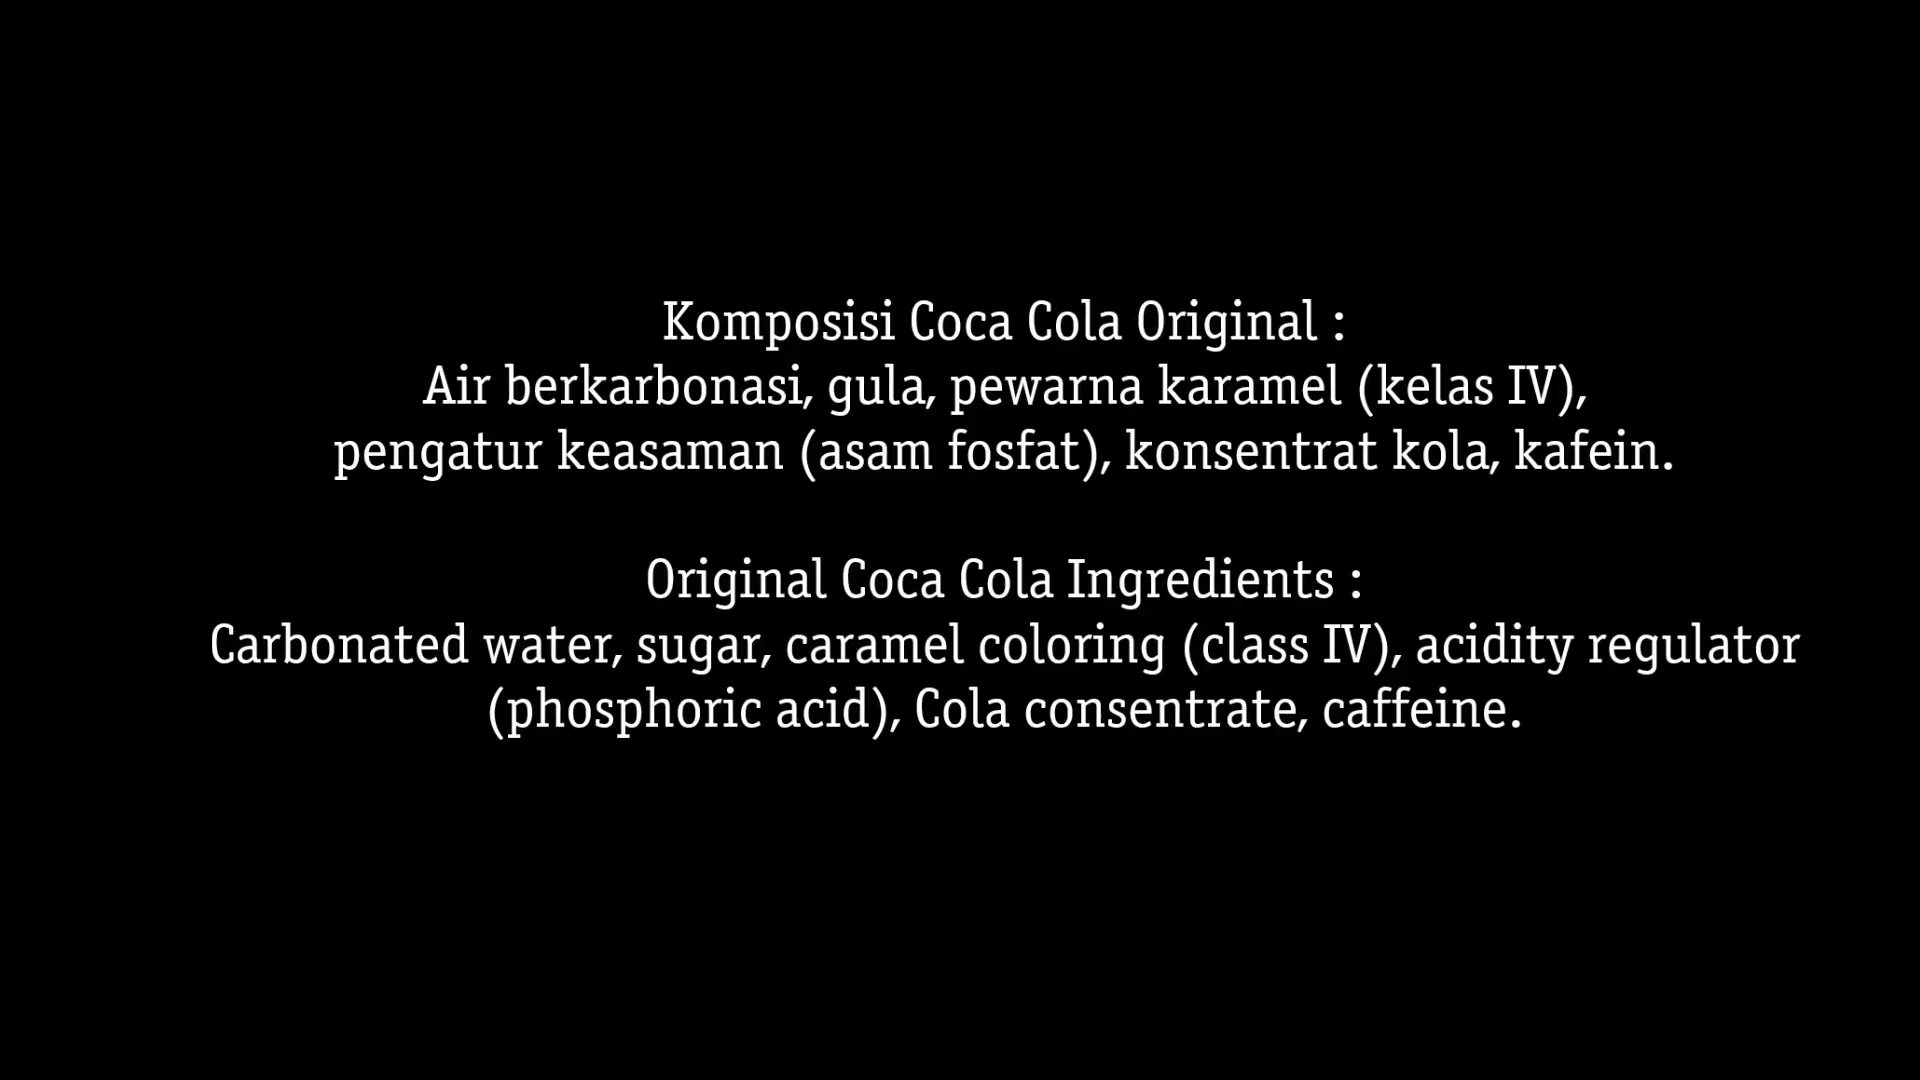 Komposisi Coca Cola Original :
Air berkarbonasi, gula, pewarna karamel (kelas IV),
pengatur keasaman (asam fosfat), konsentrat kola, kafein.
Original Coca Cola Ingredients :
Carbonated water, sugar, caramel coloring (class IV), acidity regulator
(phosphoric acid), Cola consentrate, caffeine.